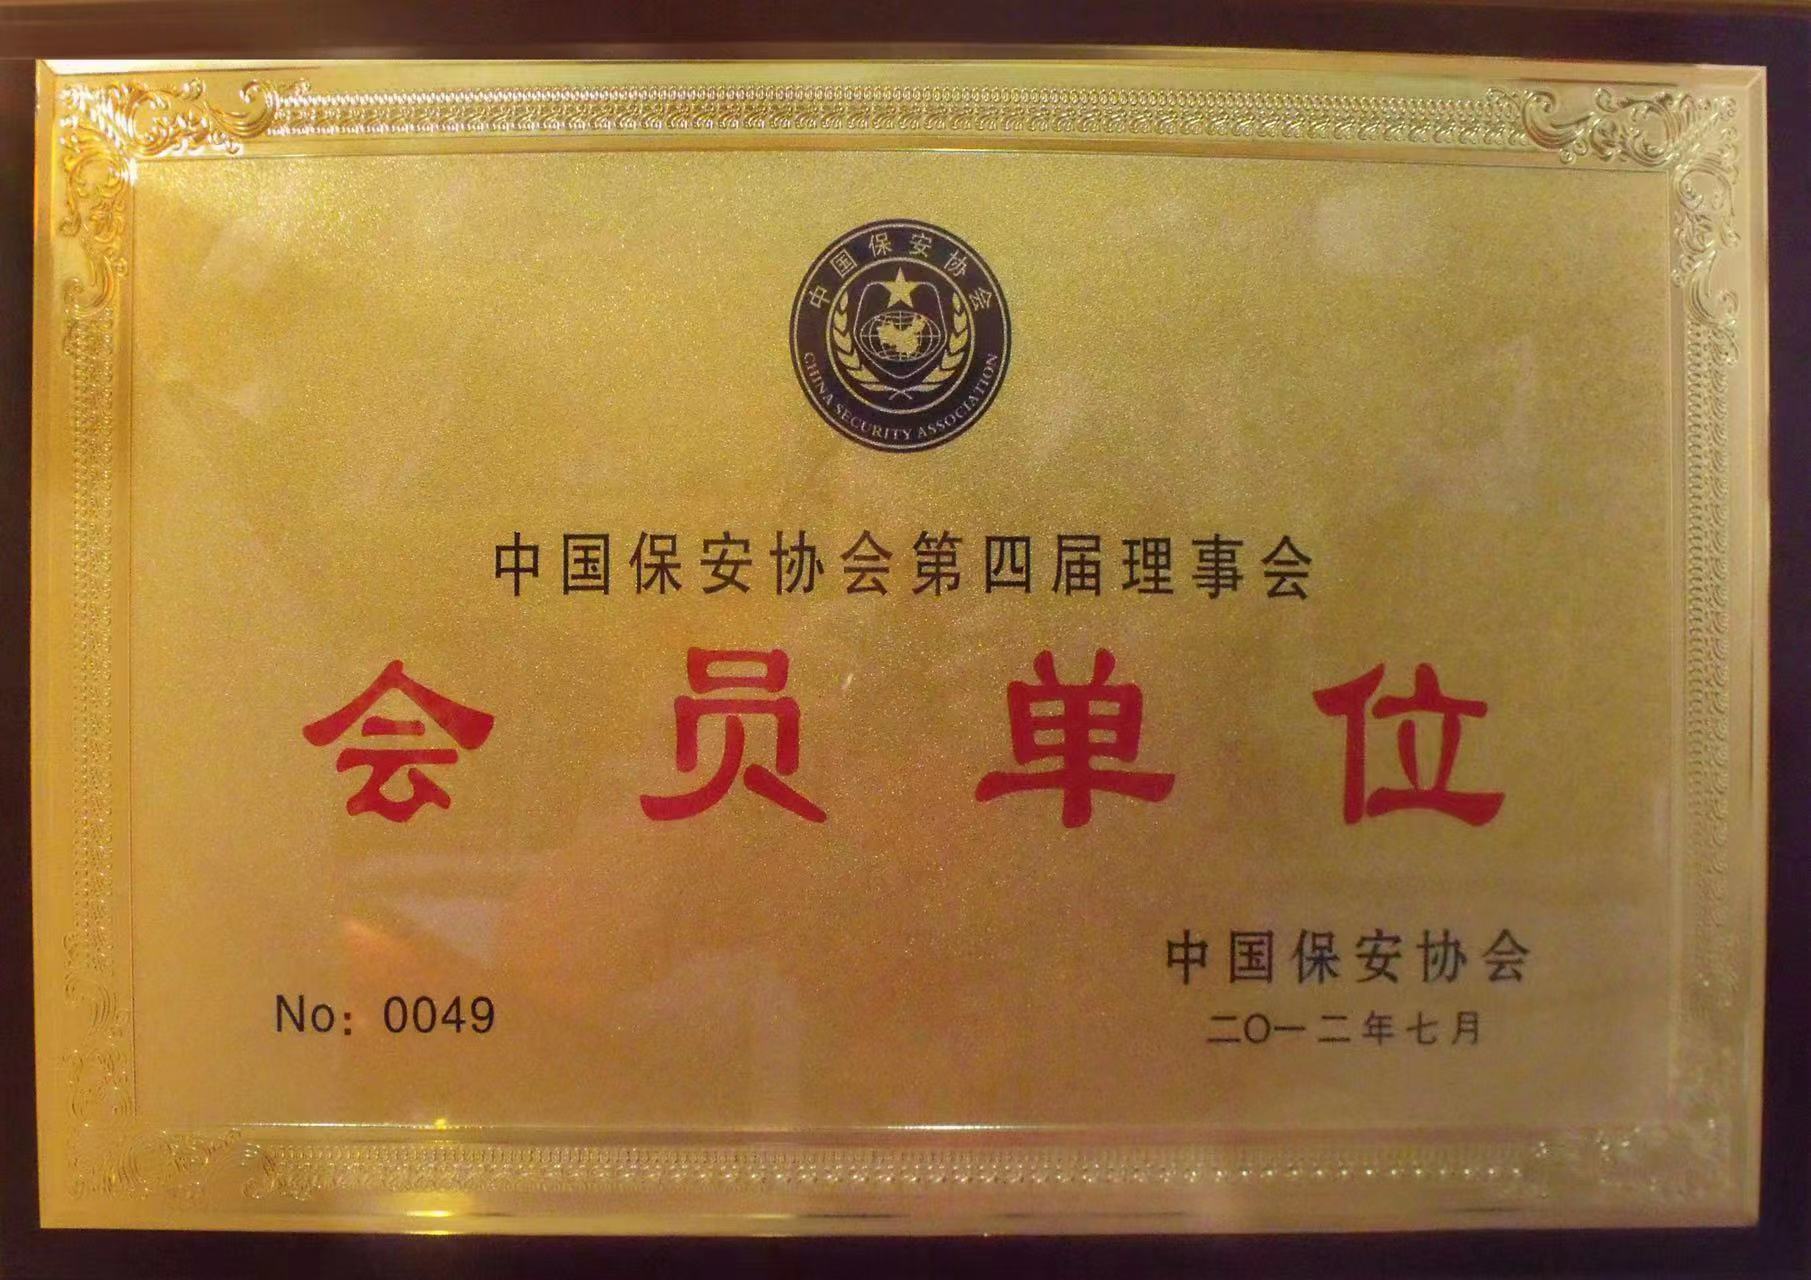 中国保安协会
CHINA SECURITY ASSOCIATION
中国保安协会第四届理事会
会员单位
中国保安协会
No：0049
二〇一二年七月